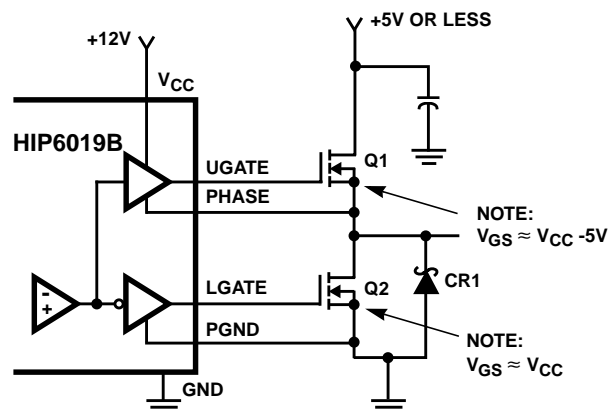 +5V OR LESS
+12V
VCC
HIP6019B
UGATE
Q1
PHASE
NOTE:
VGS ≈ VCC -5V
- +
LGATE
Q2
CR1
PGND
NOTE:
VGS ≈ VCC
GND